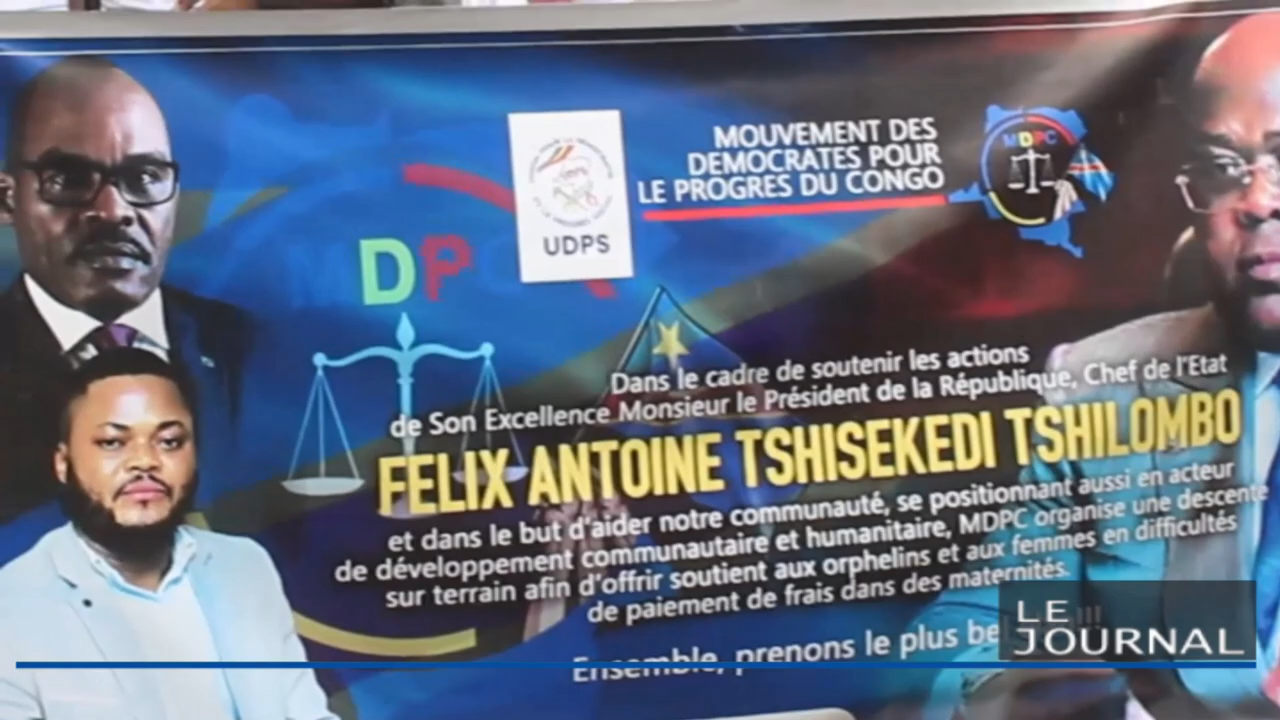 MOUVEMENT DES
DEMOCRATES POUR
LE PROGRES DU CONGO
MDPC
UDPS
DP
Dans le cadre de soutenir les actions
de Son Excellence Monsieur le Président de la République, Chef de l'Etat
FELIX ANTOINE TSHISEKEDI TSHILOMBO
et dans le but d'aider notre communauté, se positionnant aussi en acteur
de développement communautaire et humanitaire, MDPC organise une descente
sur terrain afin d'offrir soutient aux orphelins et aux femmes en difficultés
de paiement de frais dans des maternités.
Ensemble, prenons le plus
LE
JOURNAL